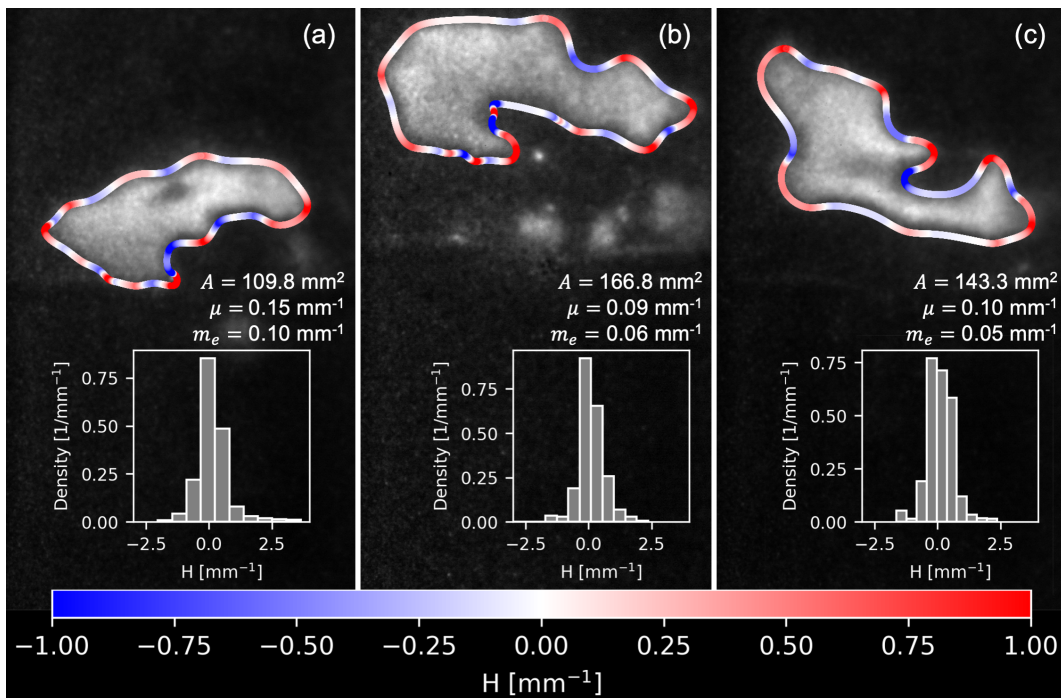 (a)
A = 109.8 mm²
μ = 0.15 mm⁻¹
mₑ = 0.10 mm⁻¹
0.75
0.50
0.25
0.00
Density [1/mm⁻¹]
−2.5 0.0 2.5
H [mm⁻¹]
(b)
A = 166.8 mm²
μ = 0.09 mm⁻¹
mₑ = 0.06 mm⁻¹
0.75
0.50
0.25
0.00
Density [1/mm⁻¹]
−2.5 0.0 2.5
H [mm⁻¹]
(c)
A = 143.3 mm²
μ = 0.10 mm⁻¹
mₑ = 0.05 mm⁻¹
0.75
0.50
0.25
0.00
Density [1/mm⁻¹]
−2.5 0.0 2.5
H [mm⁻¹]
−1.00 −0.75 −0.50 −0.25 0.00 0.25 0.50 0.75 1.00
H [mm⁻¹]